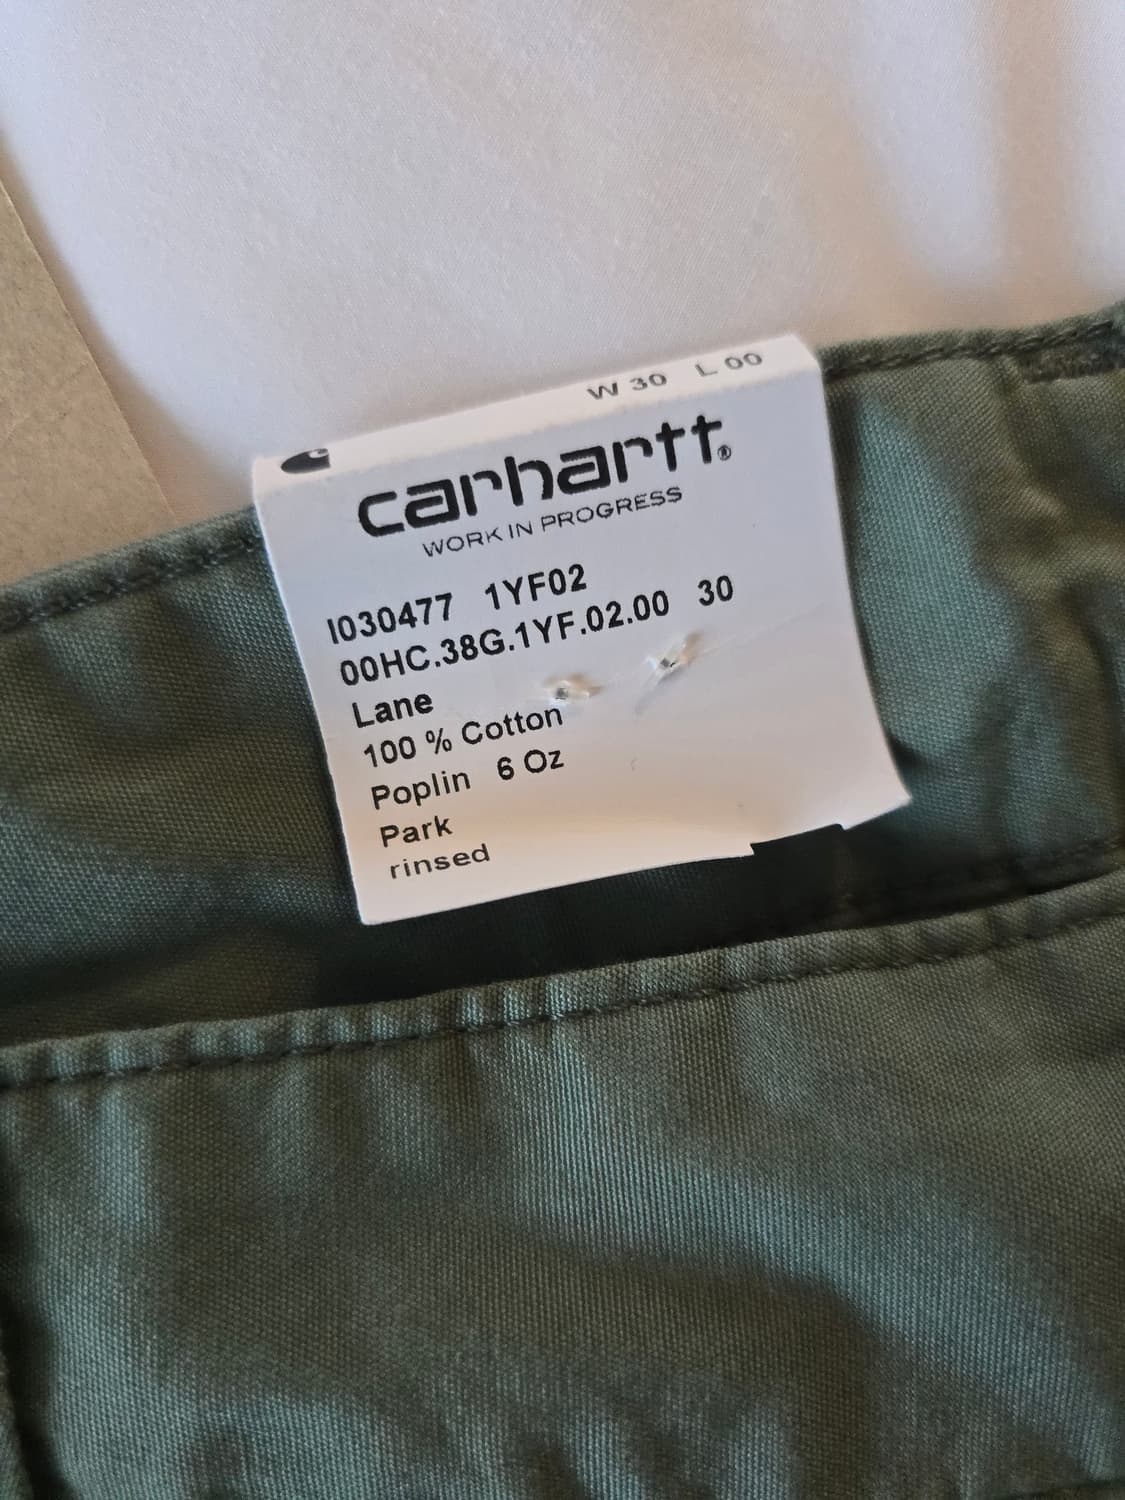 W 30 L 00
carhartt®
WORK IN PROGRESS
I030477 1YF02
00HC.38G.1YF.02.00 30
Lane
100 % Cotton
Poplin 6 Oz
Park
rinsed